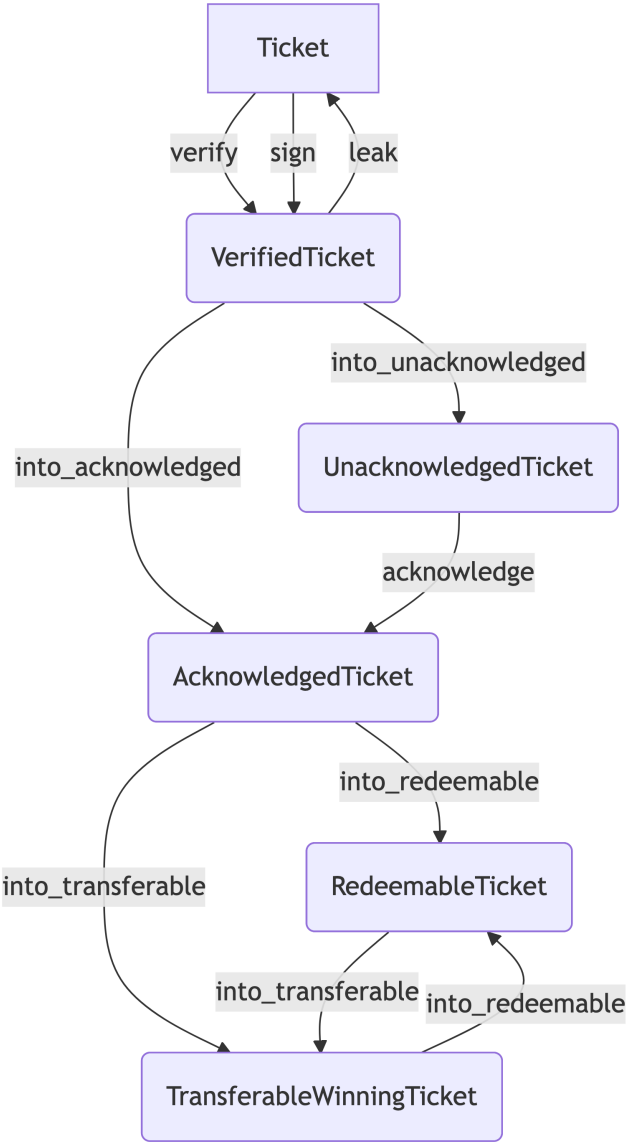 Ticket
verify
sign
leak
VerifiedTicket
into_unacknowledged
into_acknowledged
UnacknowledgedTicket
acknowledge
AcknowledgedTicket
into_redeemable
into_transferable
RedeemableTicket
into_transferable
into_redeemable
TransferableWinningTicket